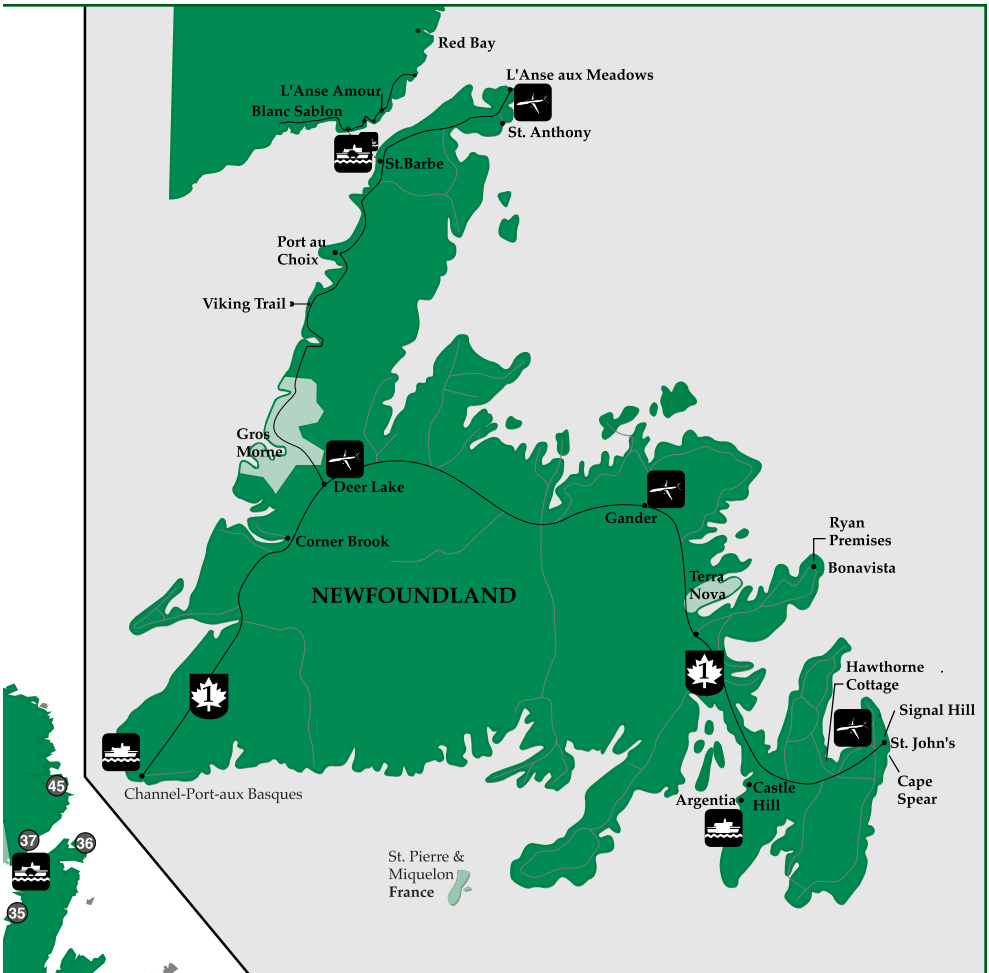 Red Bay
L'Anse aux Meadows
L'Anse Amour
Blanc Sablon
St. Anthony
St.Barbe
Port au
Choix
Viking Trail
Gros
Morne
Deer Lake
Gander
Corner Brook
Ryan
Premises
Bonavista
Terra
Nova
NEWFOUNDLAND
Hawthorne
Cottage
1
1
Signal Hill
St. John's
Cape
Spear
Castle
Hill
Argentia
Channel-Port-aux Basques
45
37
36
35
St. Pierre &
Miquelon
France